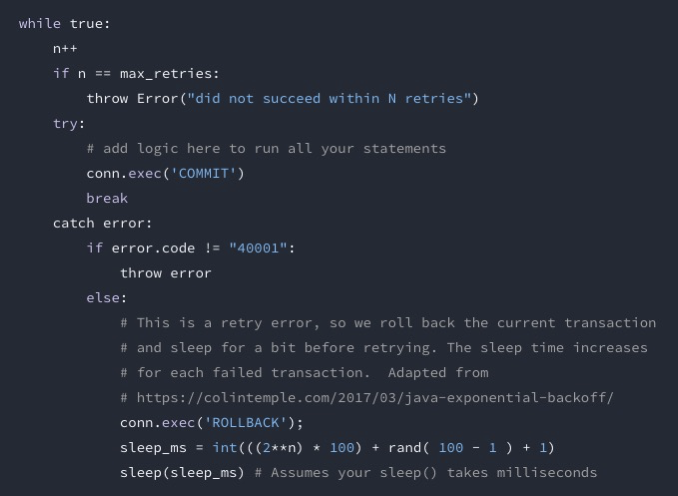 while true:
    n++
    if n == max_retries:
        throw Error("did not succeed within N retries")
    try:
        # add logic here to run all your statements
        conn.exec('COMMIT')
        break
    catch error:
        if error.code != "40001":
            throw error
        else:
            # This is a retry error, so we roll back the current transaction
            # and sleep for a bit before retrying. The sleep time increases
            # for each failed transaction.  Adapted from
            # https://colintemple.com/2017/03/java-exponential-backoff/
            conn.exec('ROLLBACK');
            sleep_ms = int(((2**n) * 100) + rand( 100 - 1 ) + 1)
            sleep(sleep_ms) # Assumes your sleep() takes milliseconds